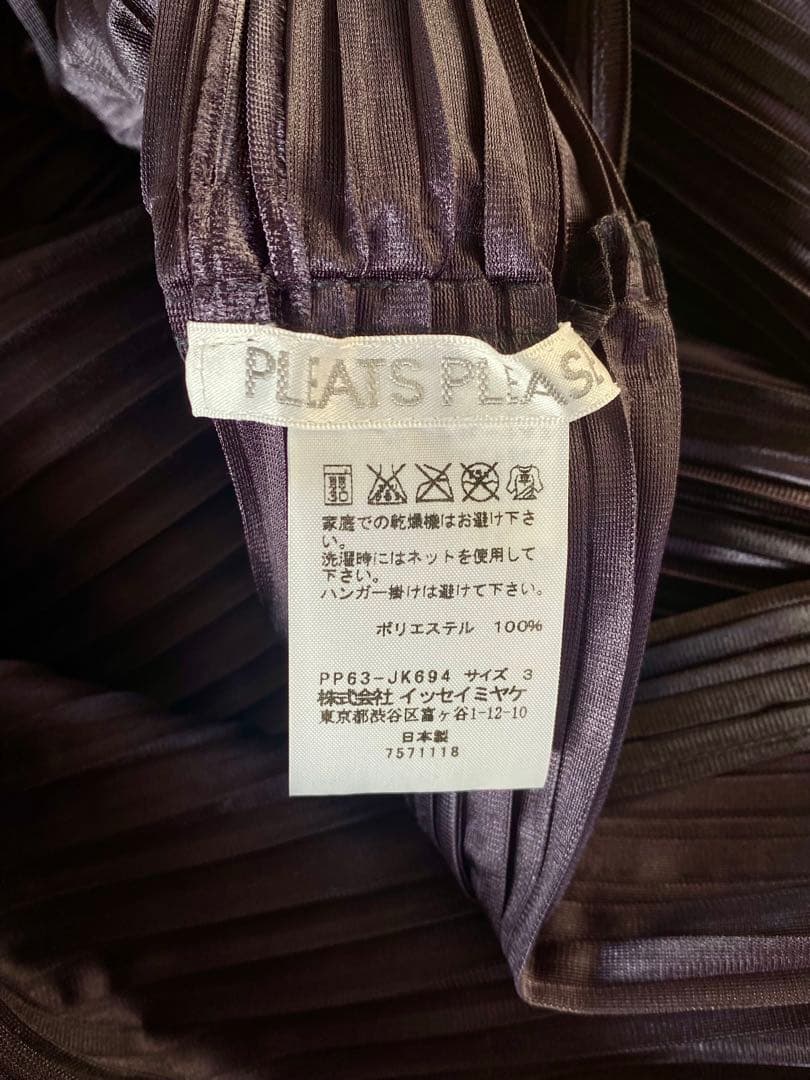 PLEATS PLEASE
家庭での乾燥機はお避け下さ
い。
洗濯時にはネットを使用して
下さい。
ハンガー掛けは避けて下さい。
ポリエステル 100%
PP63-JK694 サイズ 3
株式会社 イッセイミヤケ
東京都渋谷区富ヶ谷1-12-10
日本製
7571118